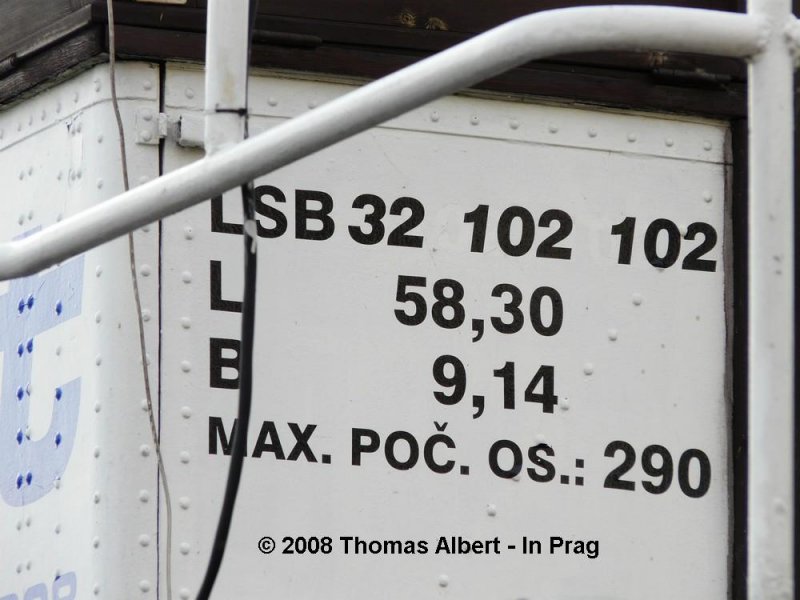 LSB 32 102 102
L 58,30
B 9,14
MAX. POČ. OS.: 290
© 2008 Thomas Albert - In Prag